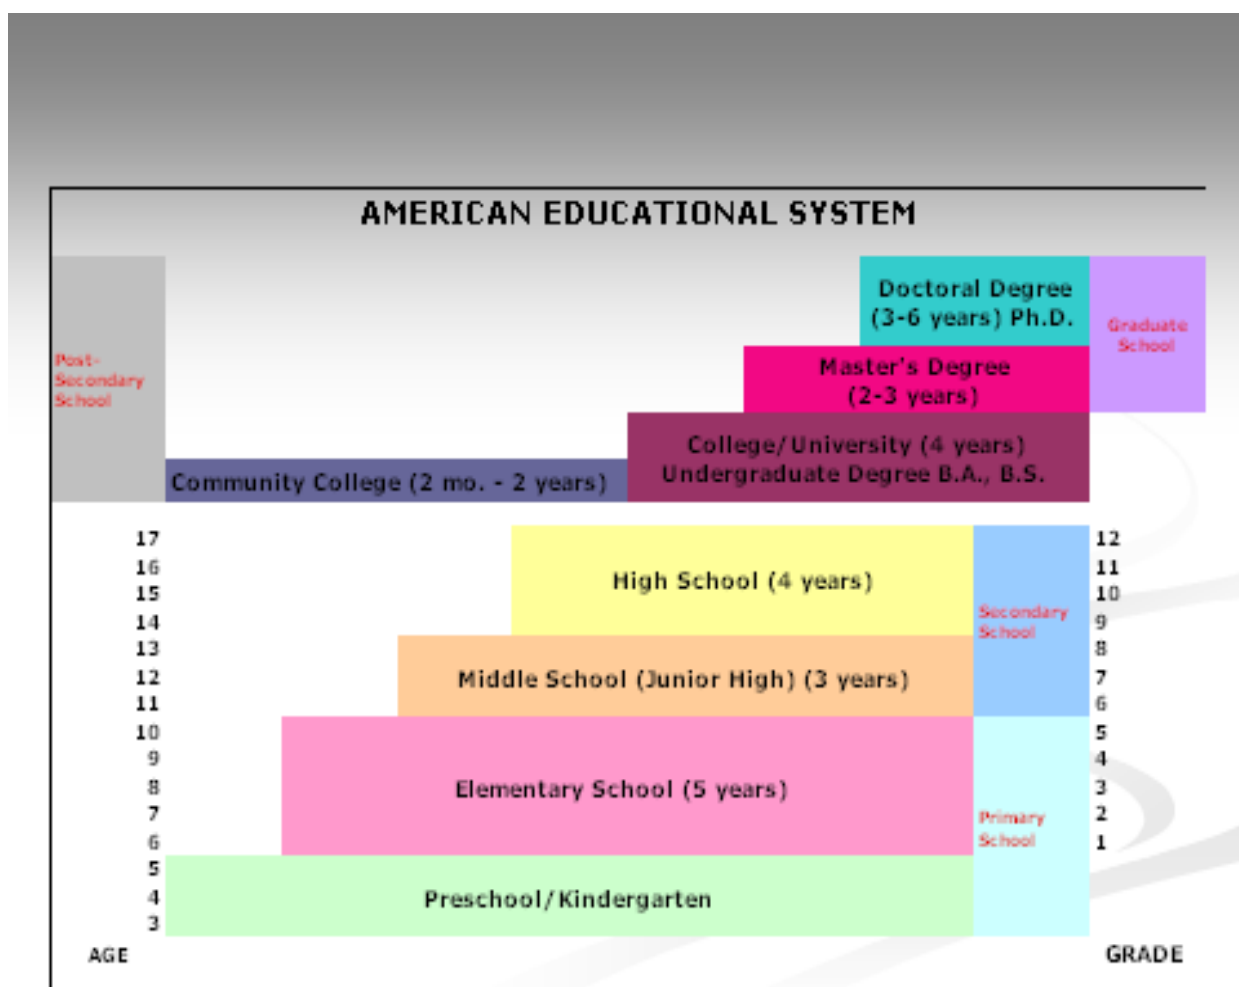 AMERICAN EDUCATIONAL SYSTEM
Doctoral Degree
(3-6 years) Ph.D.
Graduate
School
Post-
Secondary
School
Master's Degree
(2-3 years)
College/University (4 years)
Undergraduate Degree B.A., B.S.
Community College (2 mo. - 2 years)
17
12
16
11
High School (4 years)
15
10
Secondary
School
14
9
13
8
12
Middle School (Junior High) (3 years)
7
11
6
10
5
9
4
8
Elementary School (5 years)
3
7
2
Primary
School
6
1
5
4
Preschool/Kindergarten
3
AGE
GRADE